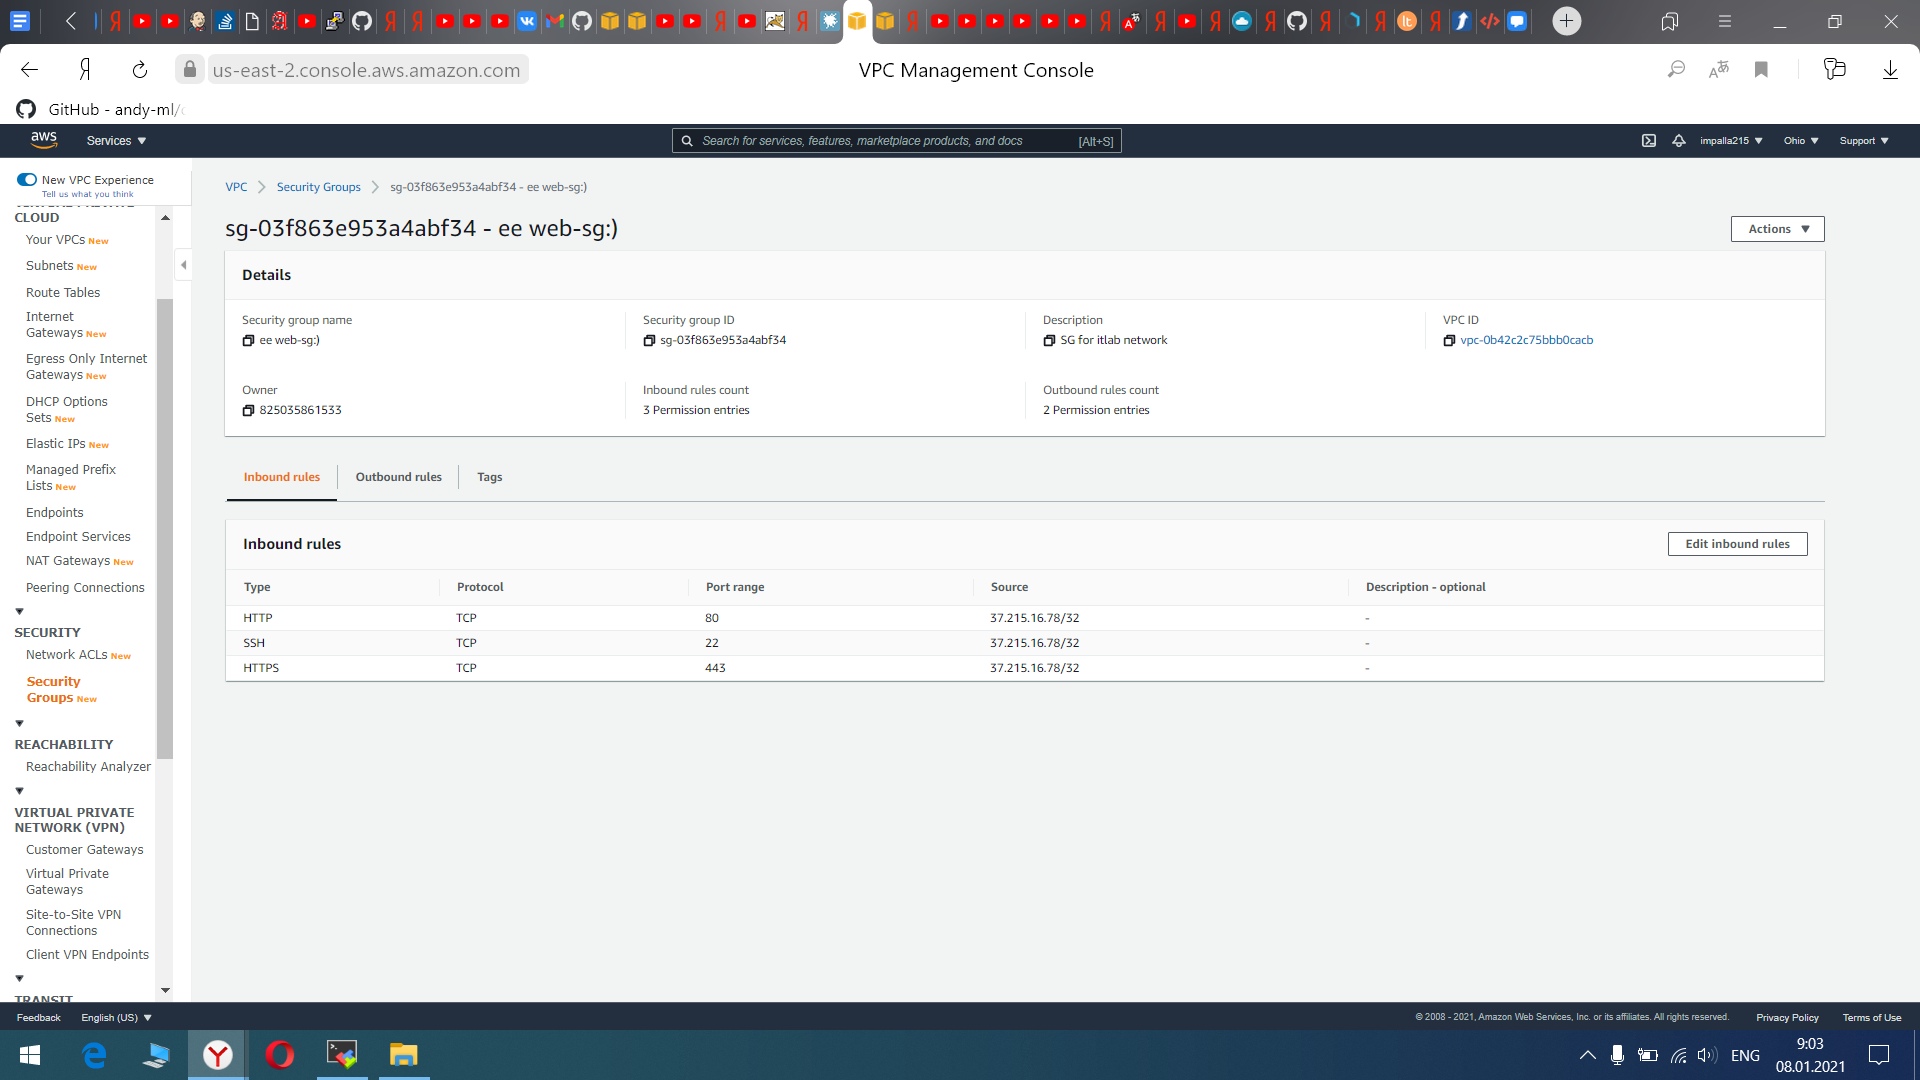 us-east-2.console.aws.amazon.com
VPC Management Console
GitHub - andy-ml/
aws
Services
Search for services, features, marketplace products, and docs
[Alt+S]
impalla215
Ohio
Support
New VPC Experience
Tell us what you think
VIRTUAL PRIVATE
CLOUD
Your VPCs New
Subnets New
Route Tables
Internet
Gateways New
Egress Only Internet
Gateways New
DHCP Options
Sets New
Elastic IPs New
Managed Prefix
Lists New
Endpoints
Endpoint Services
NAT Gateways New
Peering Connections
SECURITY
Network ACLs New
Security
Groups New
REACHABILITY
Reachability Analyzer
VIRTUAL PRIVATE
NETWORK (VPN)
Customer Gateways
Virtual Private
Gateways
Site-to-Site VPN
Connections
Client VPN Endpoints
TRANSIT
VPC
Security Groups
sg-03f863e953a4abf34 - ee web-sg:)
sg-03f863e953a4abf34 - ee web-sg:)
Actions
Details
Security group name
ee web-sg:)
Security group ID
sg-03f863e953a4abf34
Description
SG for itlab network
VPC ID
vpc-0b42c2c75bbb0cacb
Owner
825035861533
Inbound rules count
3 Permission entries
Outbound rules count
2 Permission entries
Inbound rules
Outbound rules
Tags
Inbound rules
Edit inbound rules
Type Protocol Port range Source Description - optional
HTTP TCP 80 37.215.16.78/32 -
SSH TCP 22 37.215.16.78/32 -
HTTPS TCP 443 37.215.16.78/32 -
Feedback
English (US)
© 2008 - 2021, Amazon Web Services, Inc. or its affiliates. All rights reserved.
Privacy Policy
Terms of Use
ENG
9:03
08.01.2021